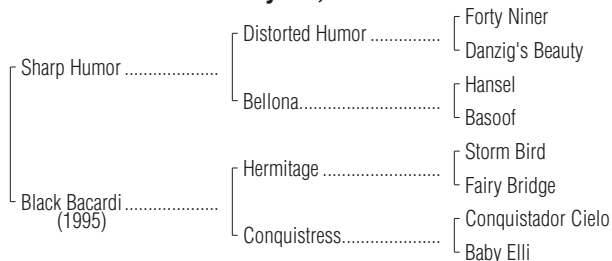 Forty Niner
Distorted Humor ...............
Danzig's Beauty
Sharp Humor ....................
Hansel
Bellona..............................
Basoof
Storm Bird
Hermitage .........................
Fairy Bridge
Black Bacardi ....................
(1995)
Conquistador Cielo
Conquistress.....................
Baby Elli